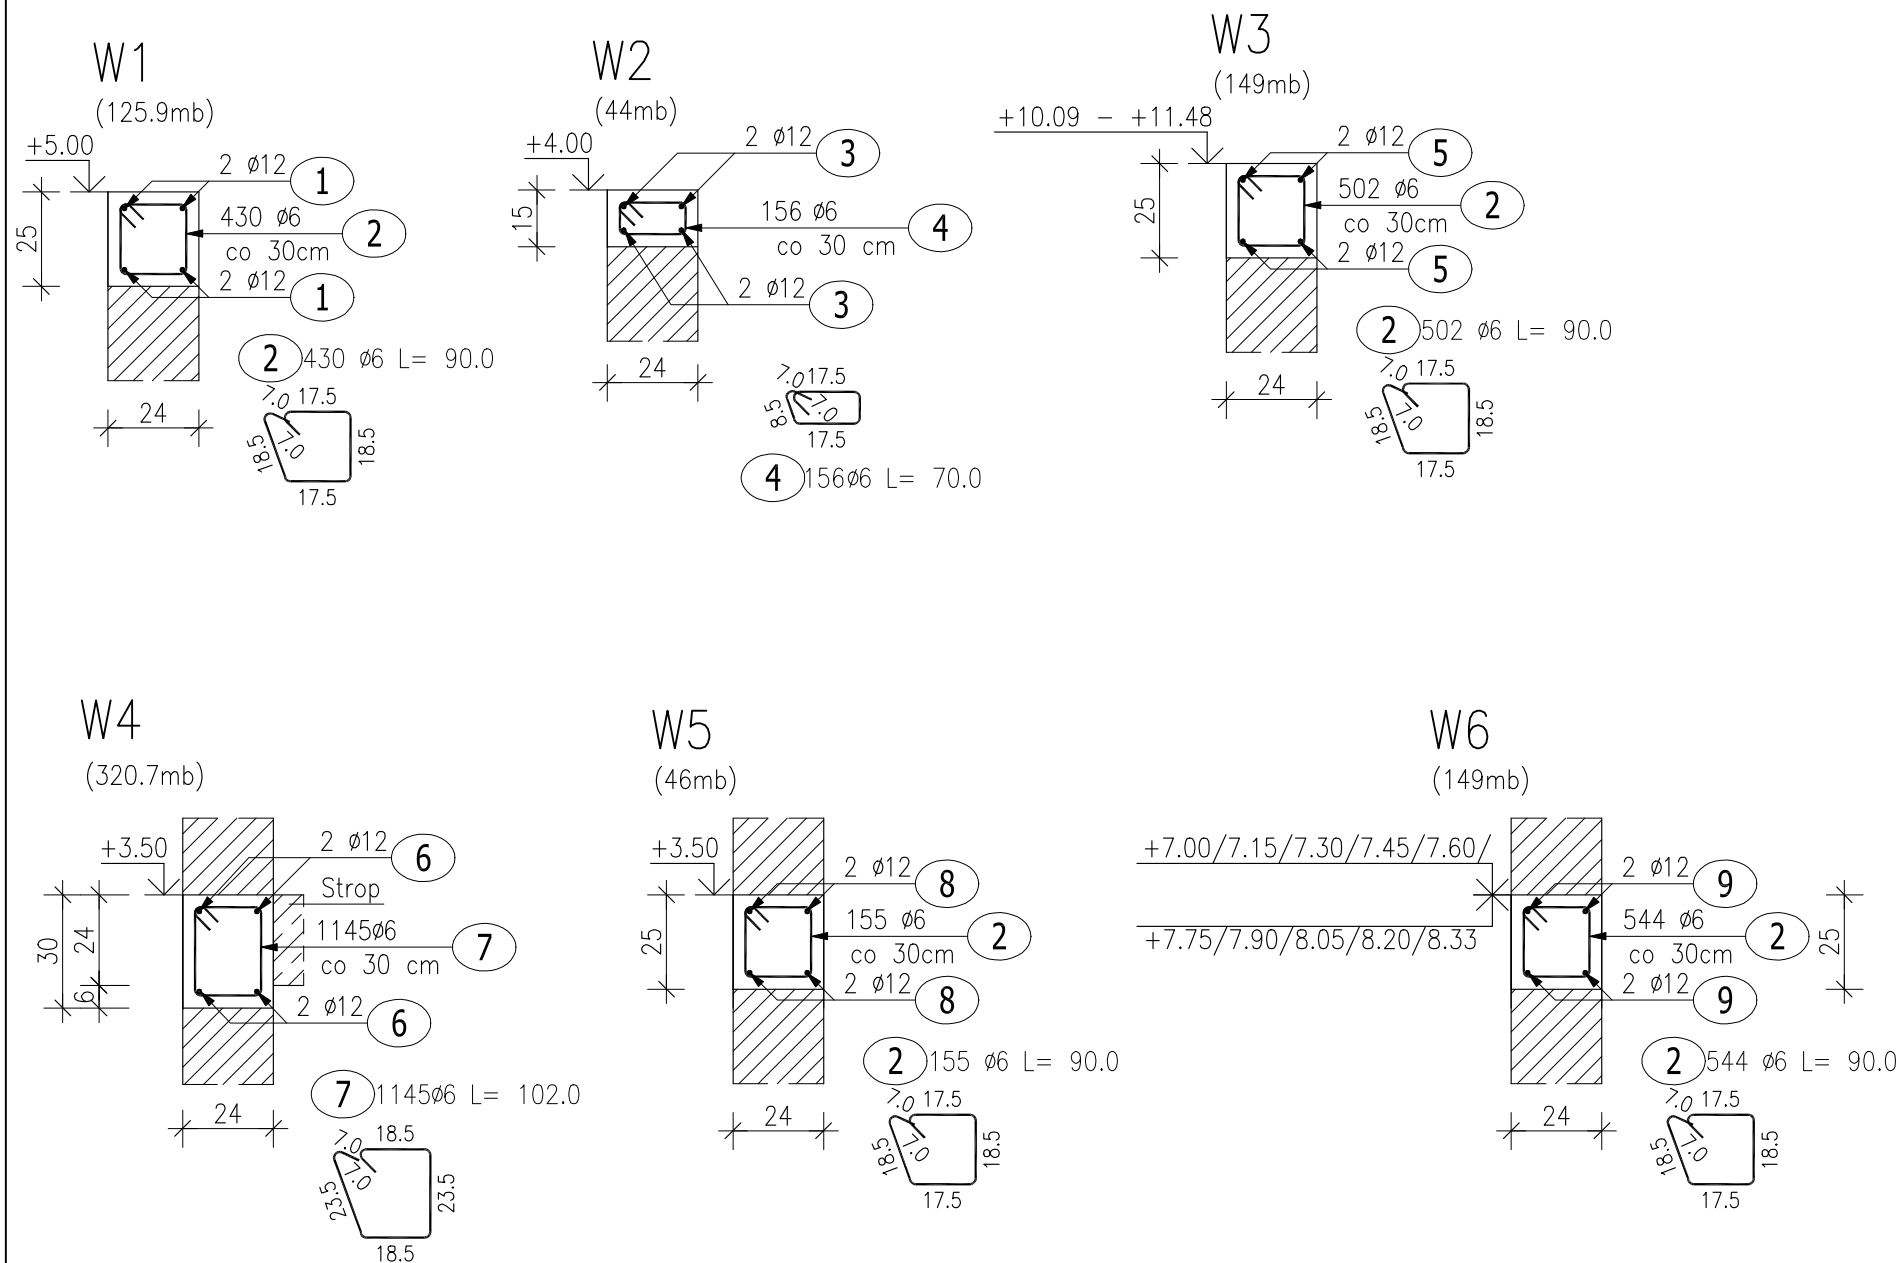 W1
(125.9mb)
+5.00
2 ø12
1
430 ø6
2
co 30cm
2 ø12
1
25
24
2
430 ø6 L= 90.0
7.0
17.5
18.5
7.0
18.5
17.5
W2
(44mb)
+4.00
2 ø12
3
156 ø6
4
co 30 cm
2 ø12
3
15
24
7.0
17.5
8.5
7.0
17.5
4
156ø6 L= 70.0
W3
(149mb)
+10.09 - +11.48
2 ø12
5
502 ø6
2
co 30cm
2 ø12
5
25
24
2
502 ø6 L= 90.0
7.0
17.5
18.5
7.0
18.5
17.5
W4
(320.7mb)
+3.50
2 ø12
6
Strop
1145ø6
7
co 30 cm
2 ø12
6
30
24
6
24
7
1145ø6 L= 102.0
7.0
18.5
23.5
7.0
23.5
18.5
W5
(46mb)
+3.50
2 ø12
8
155 ø6
2
co 30cm
2 ø12
8
25
24
2
155 ø6 L= 90.0
7.0
17.5
18.5
7.0
18.5
17.5
W6
(149mb)
+7.00/7.15/7.30/7.45/7.60/
+7.75/7.90/8.05/8.20/8.33
2 ø12
9
544 ø6
2
co 30cm
2 ø12
9
25
24
2
544 ø6 L= 90.0
7.0
17.5
18.5
7.0
18.5
17.5